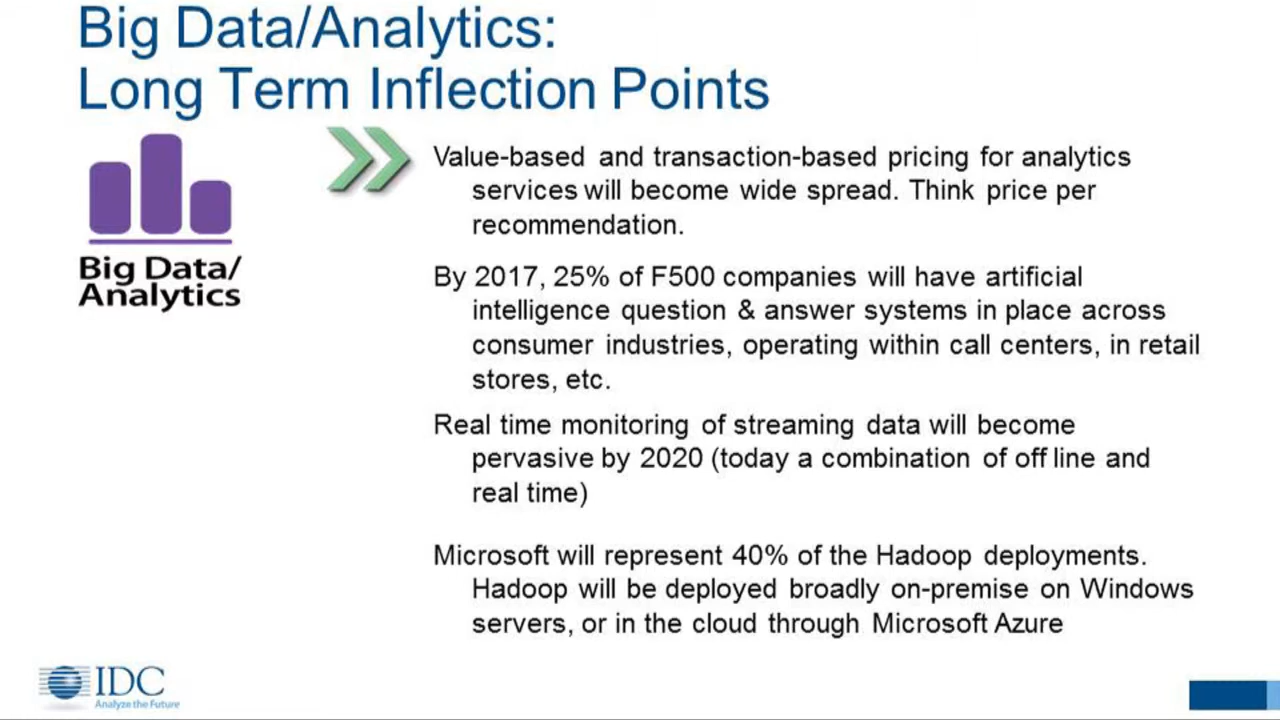 Big Data/Analytics:
Long Term Inflection Points
Big Data/
Analytics
Value-based and transaction-based pricing for analytics
services will become wide spread. Think price per
recommendation.
By 2017, 25% of F500 companies will have artificial
intelligence question & answer systems in place across
consumer industries, operating within call centers, in retail
stores, etc.
Real time monitoring of streaming data will become
pervasive by 2020 (today a combination of off line and
real time)
Microsoft will represent 40% of the Hadoop deployments.
Hadoop will be deployed broadly on-premise on Windows
servers, or in the cloud through Microsoft Azure
IDC
Analyze the Future